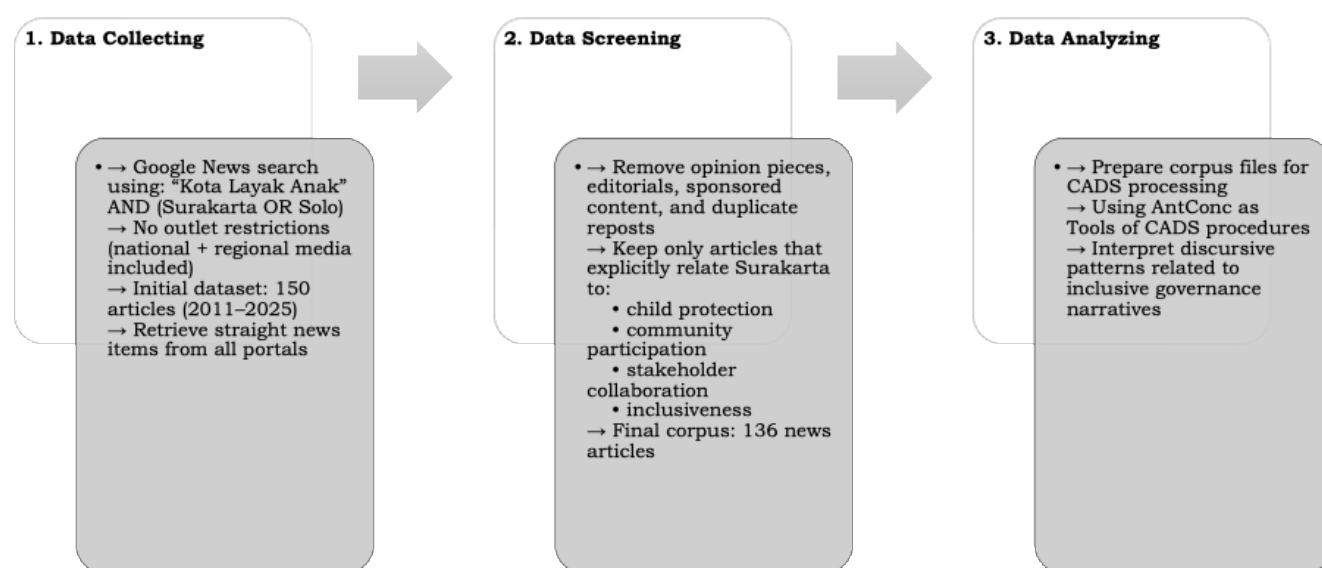 1. Data Collecting
• → Google News search
using: “Kota Layak Anak”
AND (Surakarta OR Solo)
→ No outlet restrictions
(national + regional media
included)
→ Initial dataset: 150
articles (2011–2025)
→ Retrieve straight news
items from all portals
2. Data Screening
• → Remove opinion pieces,
editorials, sponsored
content, and duplicate
reposts
→ Keep only articles that
explicitly relate Surakarta
to:
• child protection
• community
participation
• stakeholder
collaboration
• inclusiveness
→ Final corpus: 136 news
articles
3. Data Analyzing
• → Prepare corpus files for
CADS processing
→ Using AntConc as
Tools of CADS procedures
→ Interpret discursive
patterns related to
inclusive governance
narratives